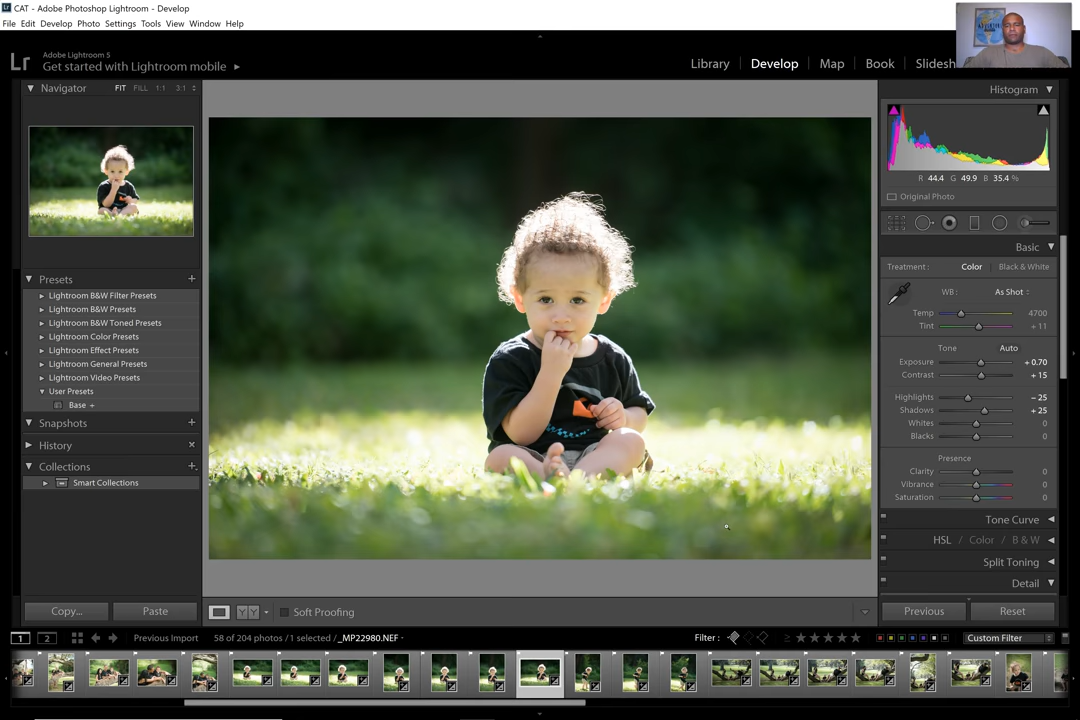 CAT - Adobe Photoshop Lightroom - Develop
File Edit Develop Photo Settings Tools View Window Help
Lr
Adobe Lightroom 5
Get started with Lightroom mobile
Library Develop Map Book Slidesh
Navigator FIT FILL 1:1 3:1
Presets
Lightroom B&W Filter Presets
Lightroom B&W Presets
Lightroom B&W Toned Presets
Lightroom Color Presets
Lightroom Effect Presets
Lightroom General Presets
Lightroom Video Presets
User Presets
Base +
Snapshots
History
Collections
Smart Collections
Copy... Paste
Soft Proofing
Histogram
R 44.4 G 49.9 B 35.4 %
Original Photo
Basic
Treatment : Color Black & White
WB : As Shot
Temp 4700
Tint + 11
Tone Auto
Exposure + 0.70
Contrast + 15
Highlights – 25
Shadows + 25
Whites 0
Blacks 0
Presence
Clarity 0
Vibrance 0
Saturation 0
Tone Curve
HSL / Color / B & W
Split Toning
Detail
Previous Reset
1 2 Previous Import 58 of 204 photos / 1 selected / _MP22980.NEF
Filter : Custom Filter